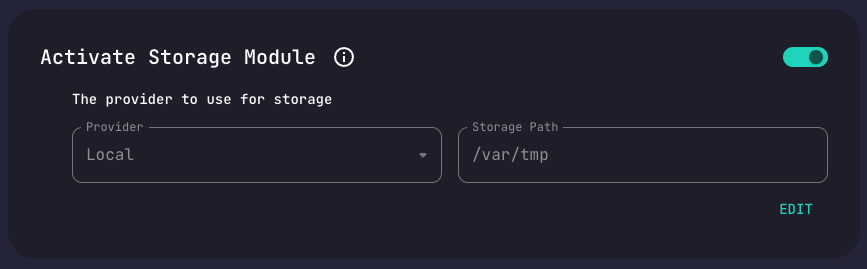 Activate Storage Module
The provider to use for storage
Provider
Local
Storage Path
/var/tmp
EDIT